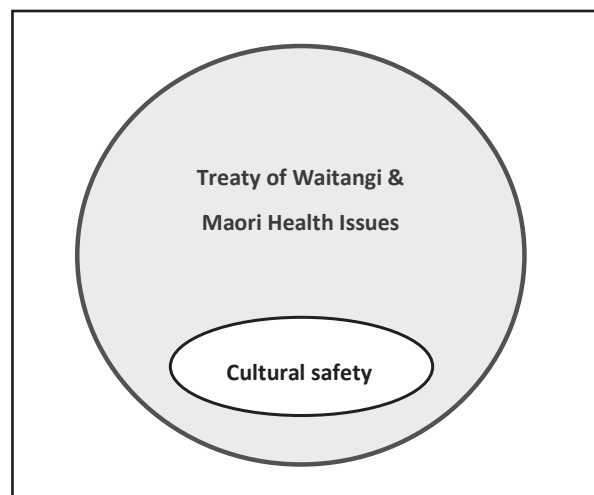 Treaty of Waitangi &
Maori Health Issues
Cultural safety